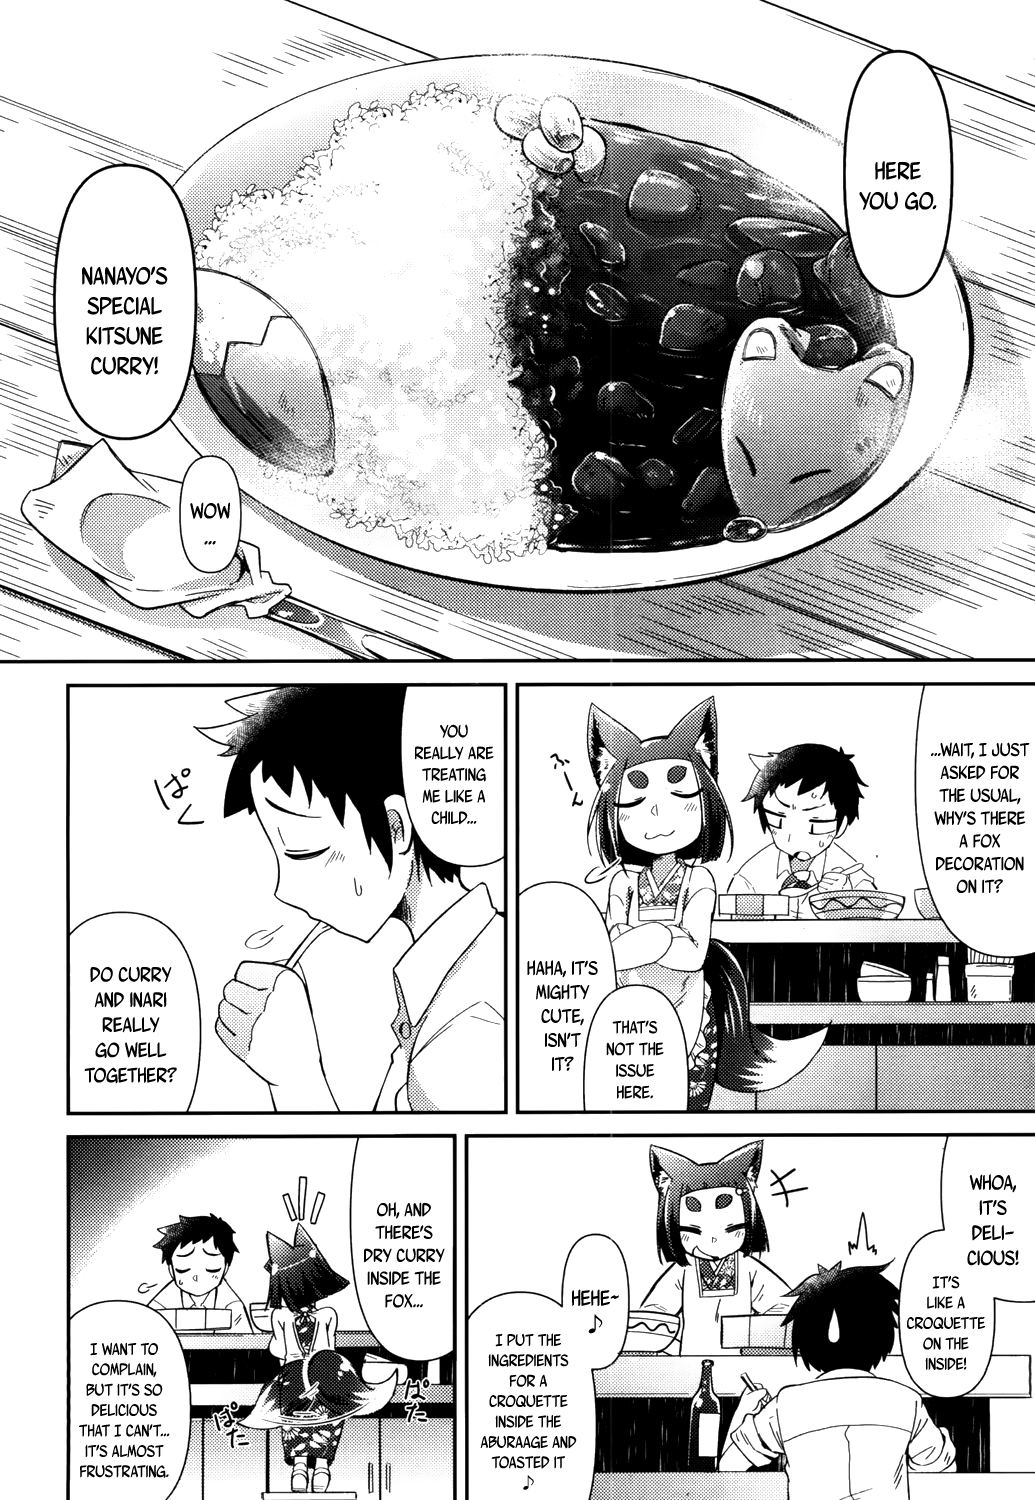 HERE
YOU GO.
NANAYO'S
SPECIAL
KITSUNE
CURRY!
WOW
...
...WAIT, I JUST
ASKED FOR
THE USUAL,
WHY'S THERE
A FOX
DECORATION
ON IT?
ふーん
HAHA, IT'S
MIGHTY
CUTE,
ISN'T
IT?
THAT'S
NOT THE
ISSUE
HERE.
YOU
REALLY ARE
TREATING
ME LIKE A
CHILD...
ぱく
DO CURRY
AND INARI
REALLY
GO WELL
TOGETHER?
WHOA,
IT'S
DELI-
CIOUS!
IT'S
LIKE A
CROQUETTE
ON THE
INSIDE!
HEHE~
♪
I PUT THE
INGREDIENTS
FOR A
CROQUETTE
INSIDE THE
ABURAAGE AND
TOASTED IT
♪
OH, AND
THERE'S
DRY CURRY
INSIDE THE
FOX...
ぱた
ぱた
I WANT TO
COMPLAIN,
BUT IT'S SO
DELICIOUS
THAT I CAN'T...
IT'S ALMOST
FRUSTRATING.